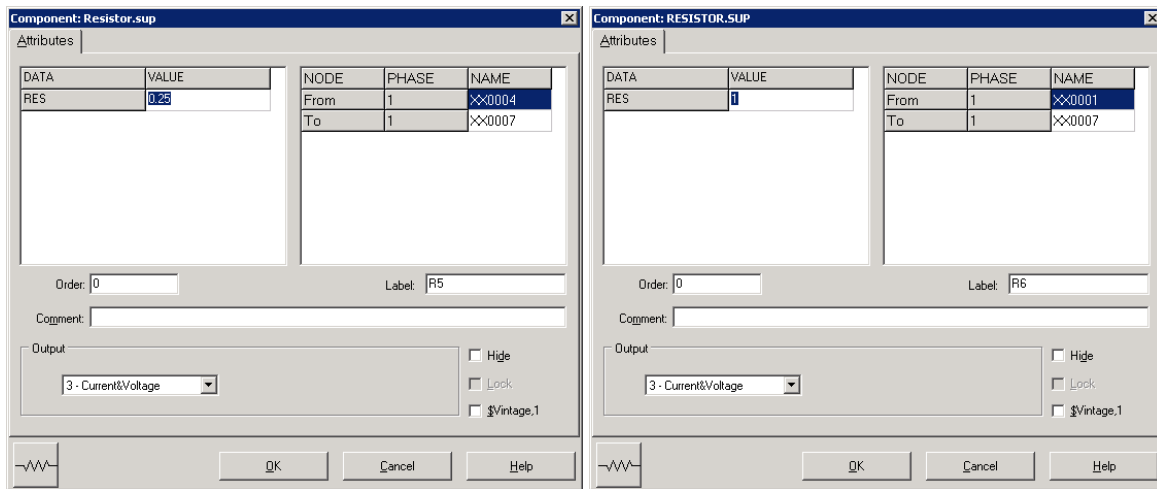 Component: Resistor.sup
Attributes
DATA VALUE
RES 0.25
NODE PHASE NAME
From 1 XX0004
To 1 XX0007
Order: 0
Label: R5
Comment:
Output
3 - Current&Voltage
Hide
Lock
$Vintage,1
OK Cancel Help
Component: RESISTOR.SUP
Attributes
DATA VALUE
RES 1
NODE PHASE NAME
From 1 XX0001
To 1 XX0007
Order: 0
Label: R6
Comment:
Output
3 - Current&Voltage
Hide
Lock
$Vintage,1
OK Cancel Help